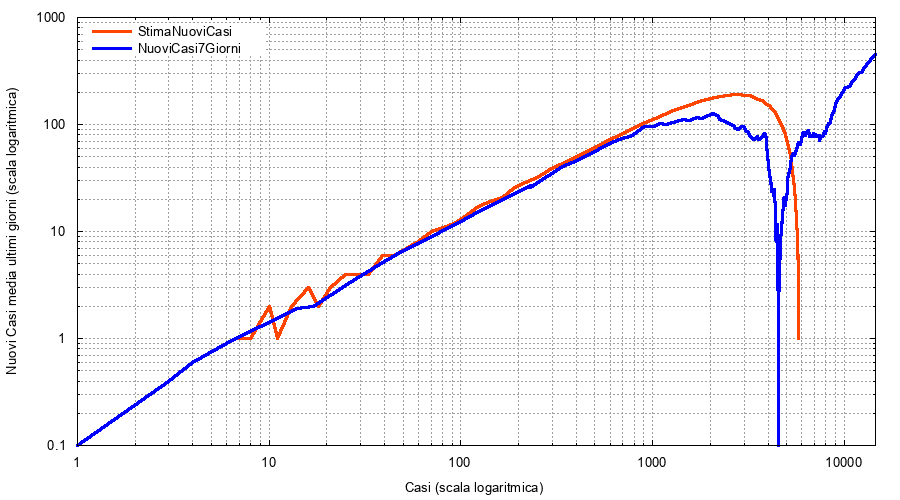 1000
100
10
1
0.1
StimaNuoviCasi
NuoviCasi7Giorni
Nuovi Casi media ultimi giorni (scala logaritmica)
1
10
100
1000
10000
Casi (scala logaritmica)